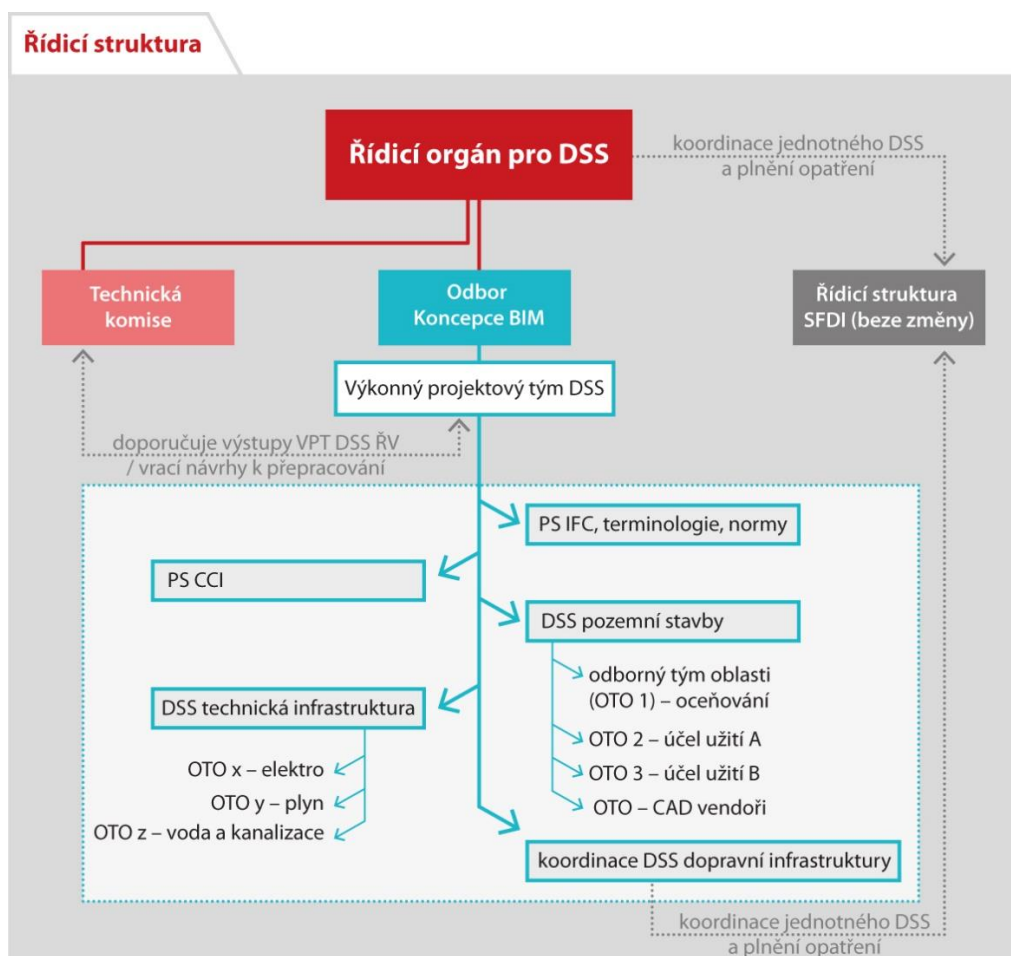 Řídicí struktura
Řídicí orgán pro DSS
koordinace jednotného DSS
a plnění opatření
Technická
komise
Odbor
Koncepce BIM
Řídicí struktura
SFDI (beze změny)
Výkonný projektový tým DSS
doporučuje výstupy VPT DSS ŘV
/ vrací návrhy k přepracování
PS IFC, terminologie, normy
PS CCI
DSS pozemní stavby
odborný tým oblasti
(OTO 1) – oceňování
OTO 2 – účel užití A
OTO 3 – účel užití B
OTO – CAD vendoři
DSS technická infrastruktura
OTO x – elektro
OTO y – plyn
OTO z – voda a kanalizace
koordinace DSS dopravní infrastruktury
koordinace jednotného DSS
a plnění opatření